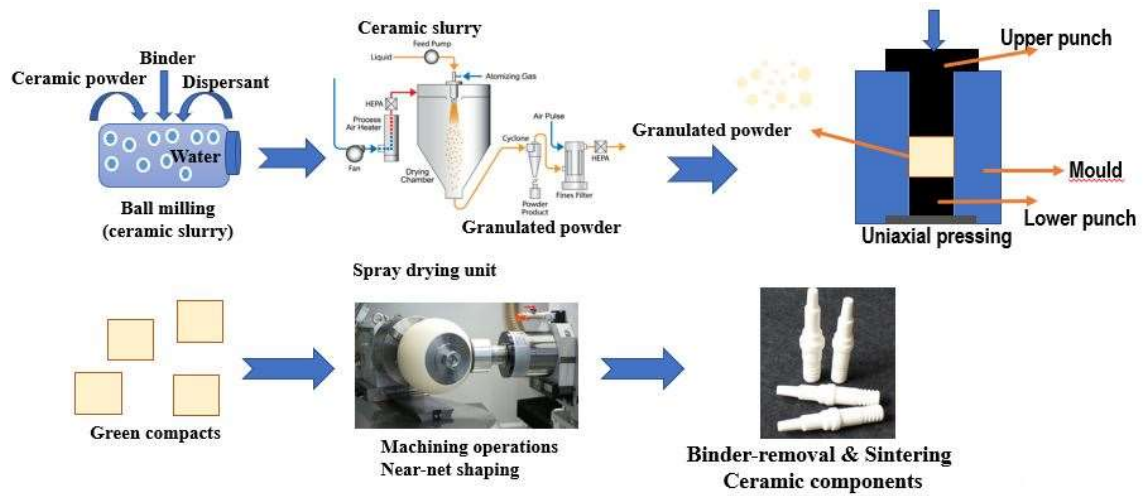 Binder
Ceramic powder
Dispersant
Water
Ball milling
(ceramic slurry)
Ceramic slurry
Feed Pump
Liquid
Atomizing Gas
HEPA
Process
Air Heater
Fan
Drying
Chamber
Cyclone
Air Pulse
HEPA
Powder
Product
Fines Filter
Granulated powder
Spray drying unit
Granulated powder
Upper punch
Mould
Lower punch
Uniaxial pressing
Green compacts
Machining operations
Near-net shaping
Binder-removal & Sintering
Ceramic components